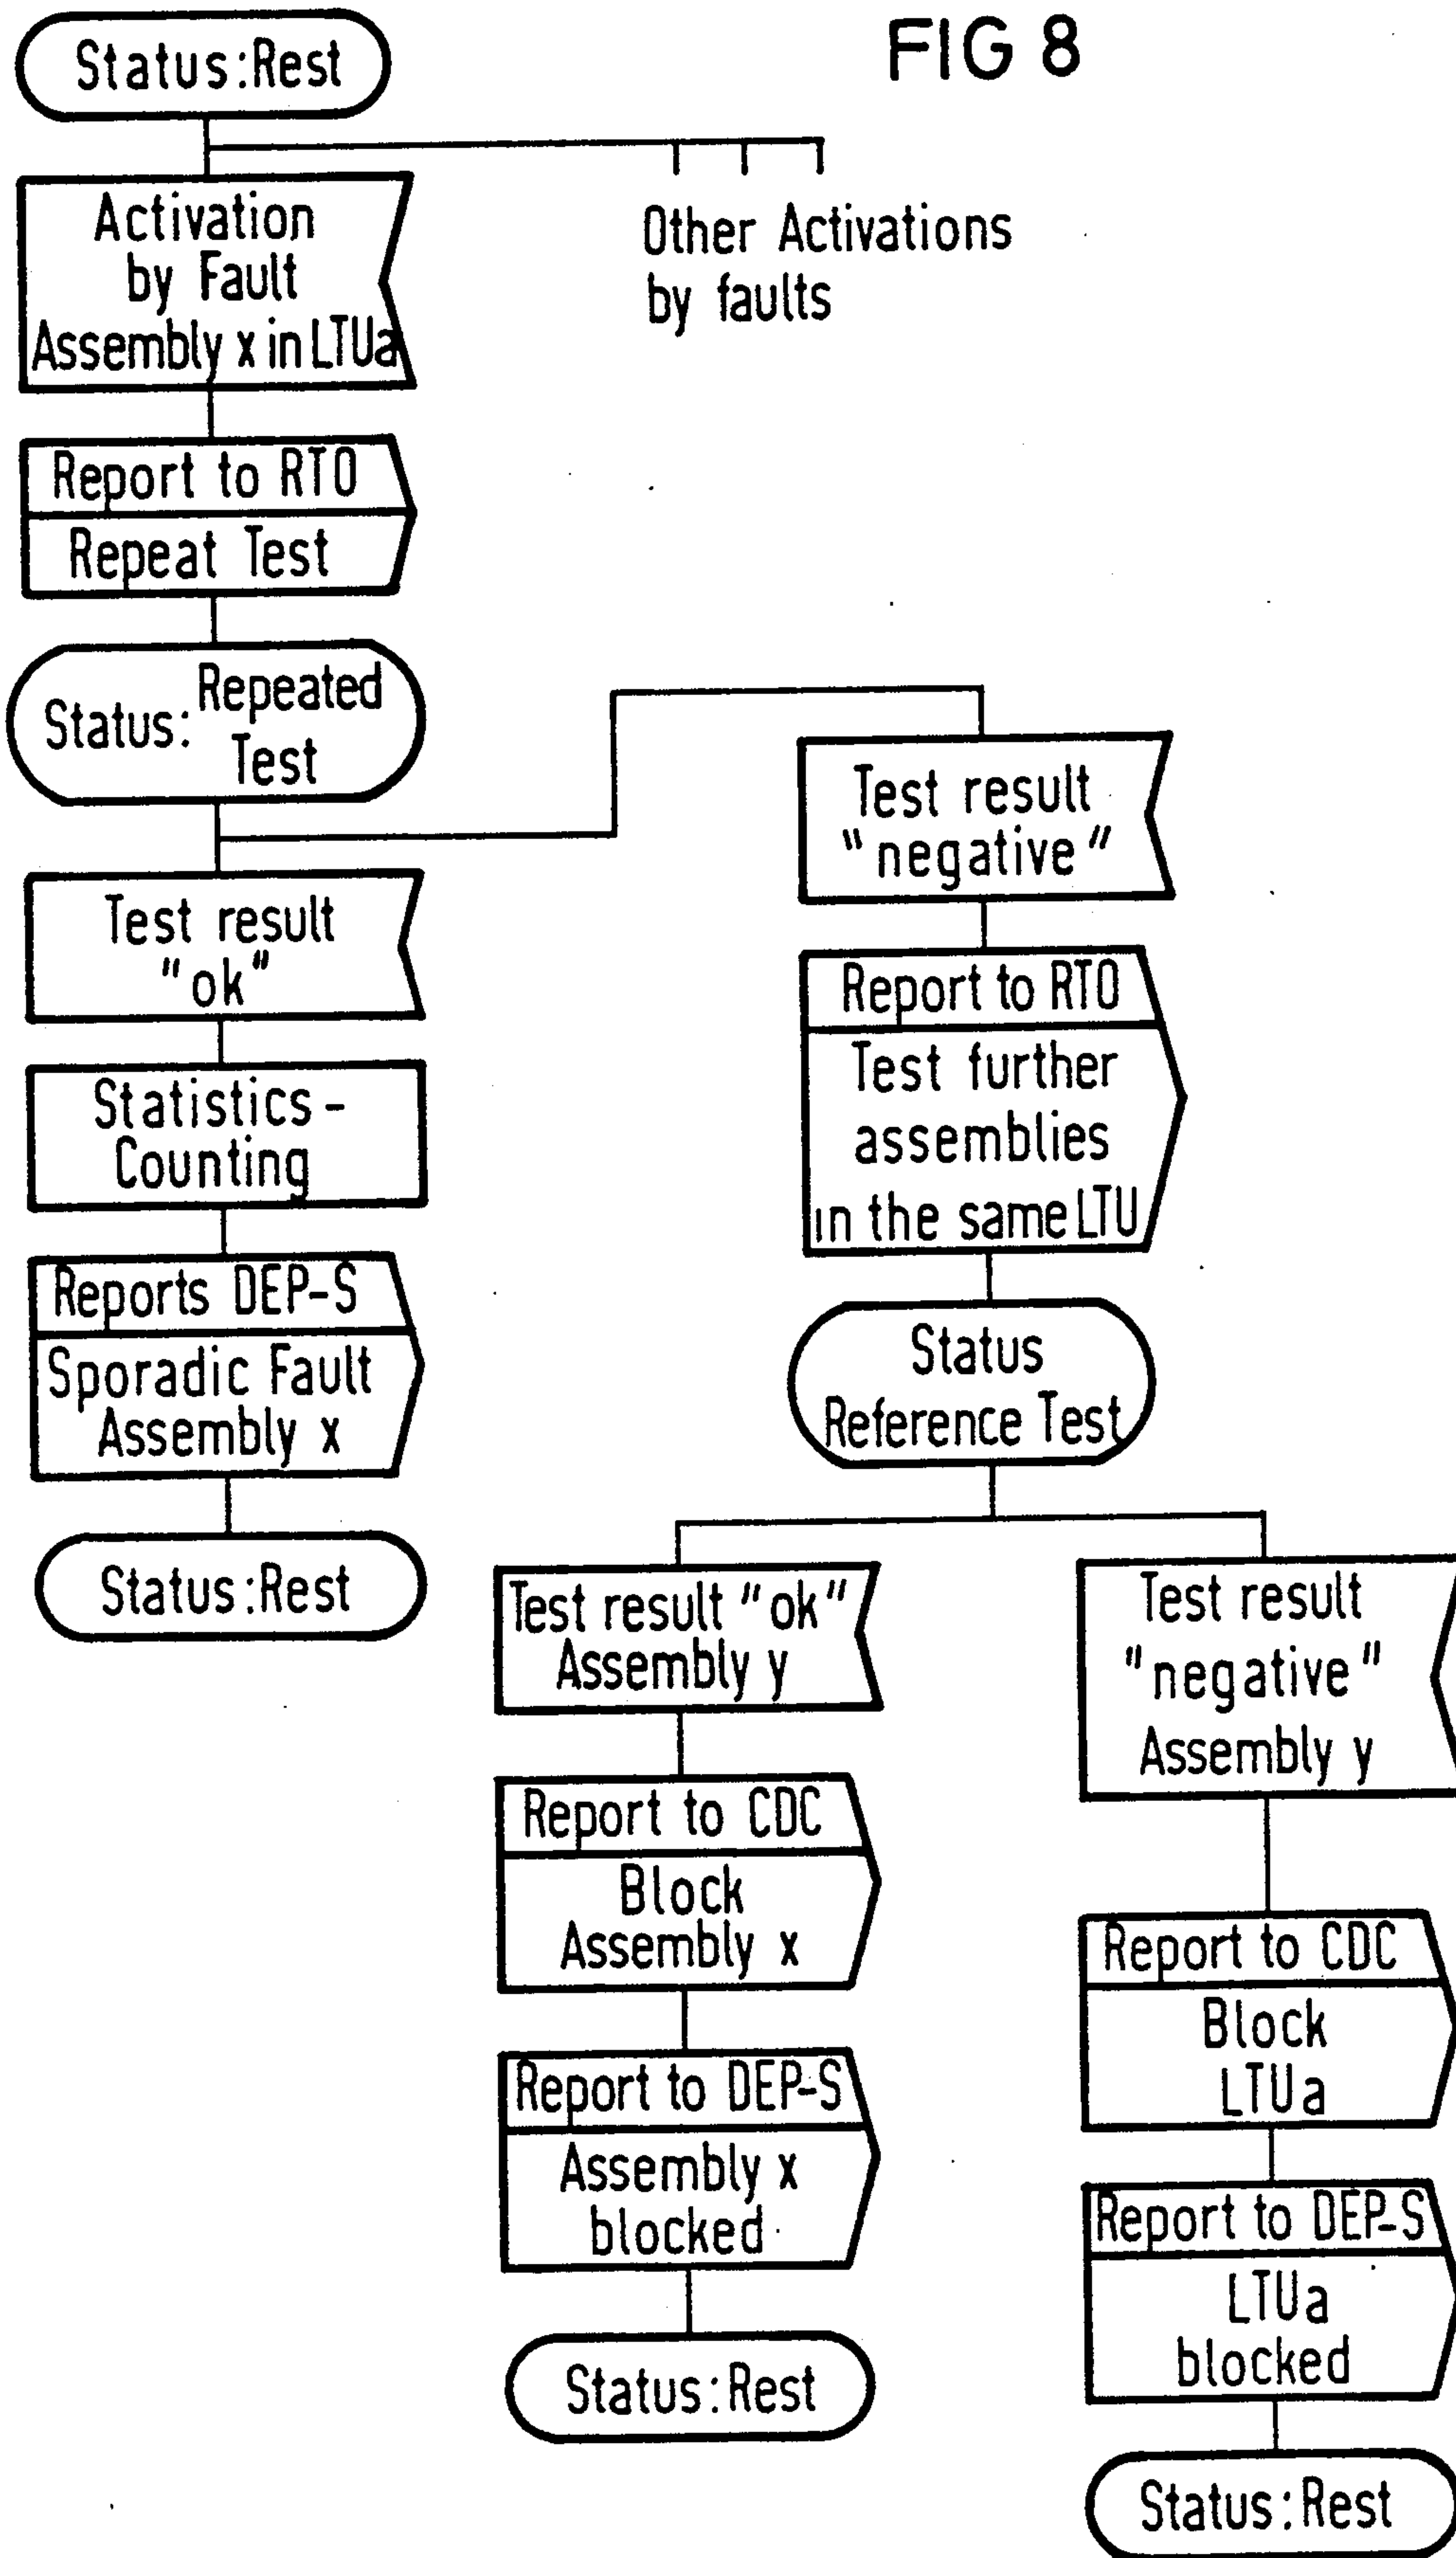 FIG 8
Status:Rest
Activation
by Fault
Assembly x in LTUa
Other Activations
by faults
Report to RTO
Repeat Test
Status: Repeated
Test
Test result
"ok"
Statistics-
Counting
Reports DEP-S
Sporadic Fault
Assembly x
Status:Rest
Test result
"negative"
Report to RTO
Test further
assemblies
in the same LTU
Status
Reference Test
Test result "ok"
Assembly y
Report to CDC
Block
Assembly x
Report to DEP-S
Assembly x
blocked
Status:Rest
Test result
"negative"
Assembly y
Report to CDC
Block
LTUa
Report to DEP-S
LTUa
blocked
Status:Rest